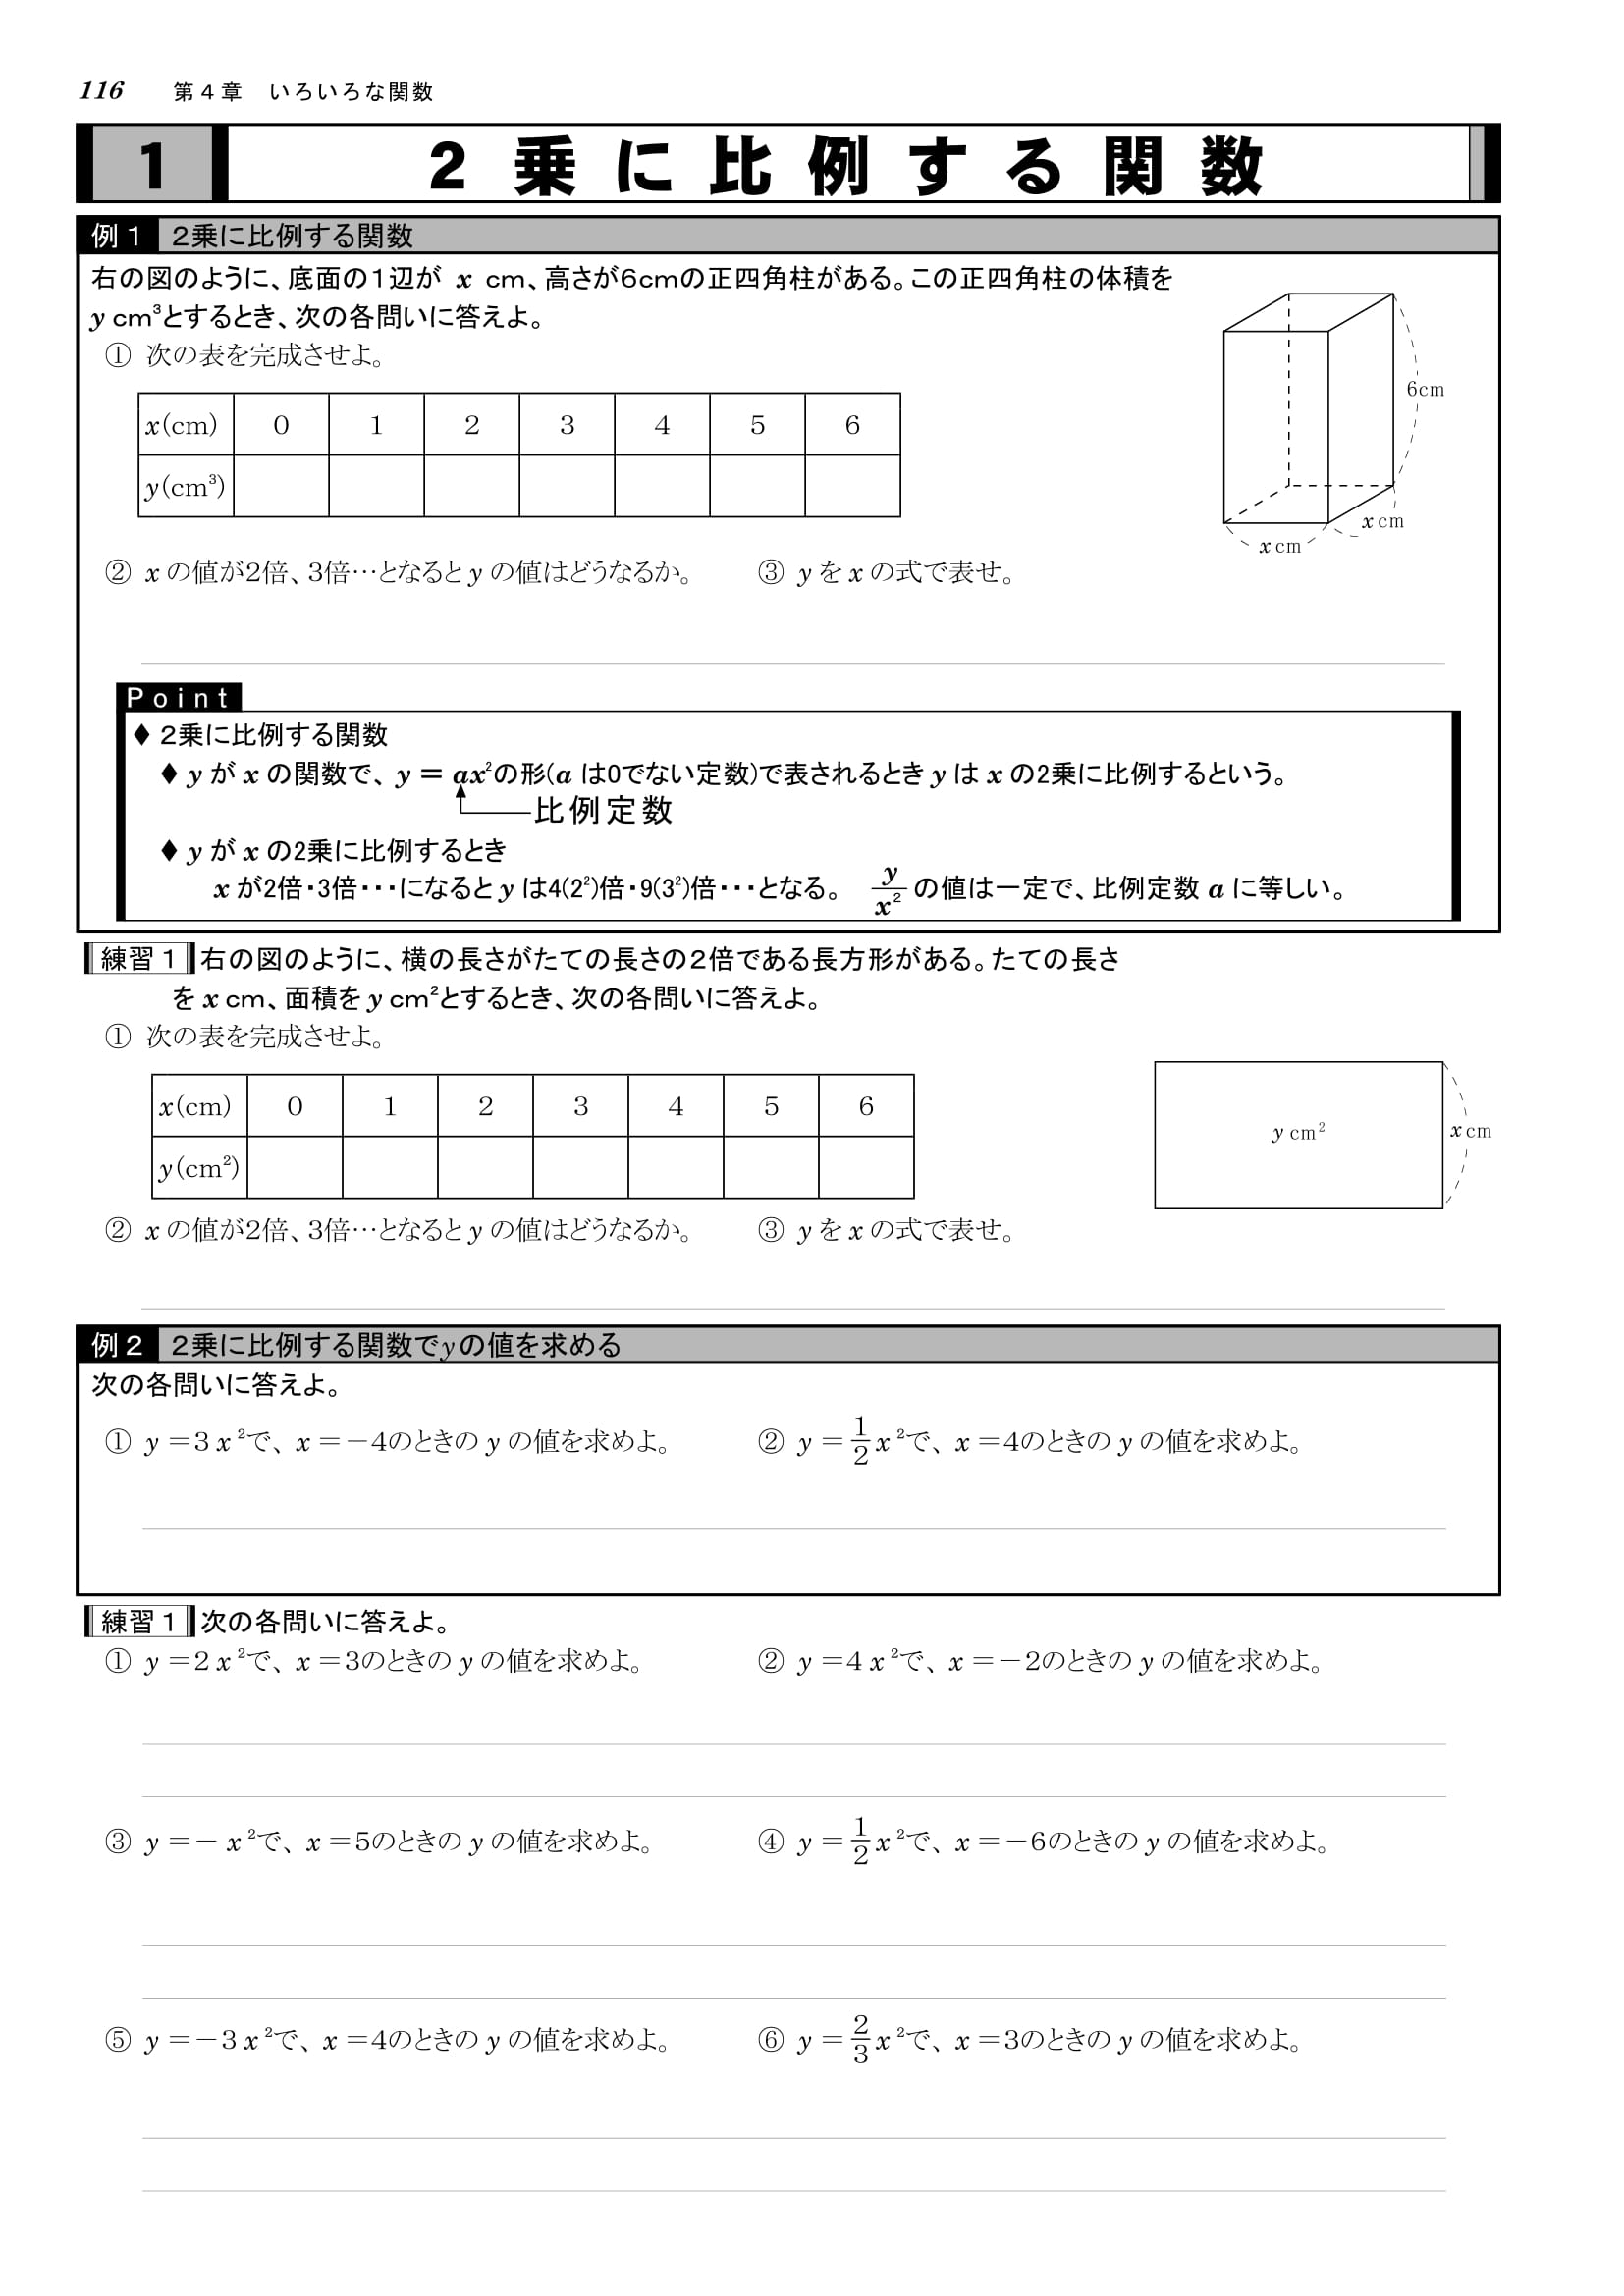 116 第4章 いろいろな関数
1 2乗に比例する関数
例1 2乗に比例する関数
右の図のように、底面の1辺が x cm、高さが6cmの正四角柱がある。この正四角柱の体積を
y cm³とするとき、次の各問いに答えよ。
① 次の表を完成させよ。
x(cm) 0 1 2 3 4 5 6
y(cm³)
6cm
x cm
x cm
② x の値が2倍、3倍…となると y の値はどうなるか。 ③ y を x の式で表せ。
Point
♦ 2乗に比例する関数
♦ y が x の関数で、y = ax²の形(a は0でない定数)で表されるとき y は x の2乗に比例するという。
比例定数
♦ y が x の2乗に比例するとき
x が2倍・3倍・・・になると y は4(2²)倍・9(3²)倍・・・となる。 y/x² の値は一定で、比例定数 a に等しい。
練習1 右の図のように、横の長さがたての長さの2倍である長方形がある。たての長さ
を x cm、面積を y cm²とするとき、次の各問いに答えよ。
① 次の表を完成させよ。
x(cm) 0 1 2 3 4 5 6
y(cm²)
y cm²
x cm
② x の値が2倍、3倍…となると y の値はどうなるか。 ③ y を x の式で表せ。
例2 2乗に比例する関数でyの値を求める
次の各問いに答えよ。
① y=3x²で、x=−4のときの y の値を求めよ。 ② y=1/2x²で、x=4のときの y の値を求めよ。
練習1 次の各問いに答えよ。
① y=2x²で、x=3のときの y の値を求めよ。 ② y=4x²で、x=−2のときの y の値を求めよ。
③ y=−x²で、x=5のときの y の値を求めよ。 ④ y=1/2x²で、x=−6のときの y の値を求めよ。
⑤ y=−3x²で、x=4のときの y の値を求めよ。 ⑥ y=2/3x²で、x=3のときの y の値を求めよ。